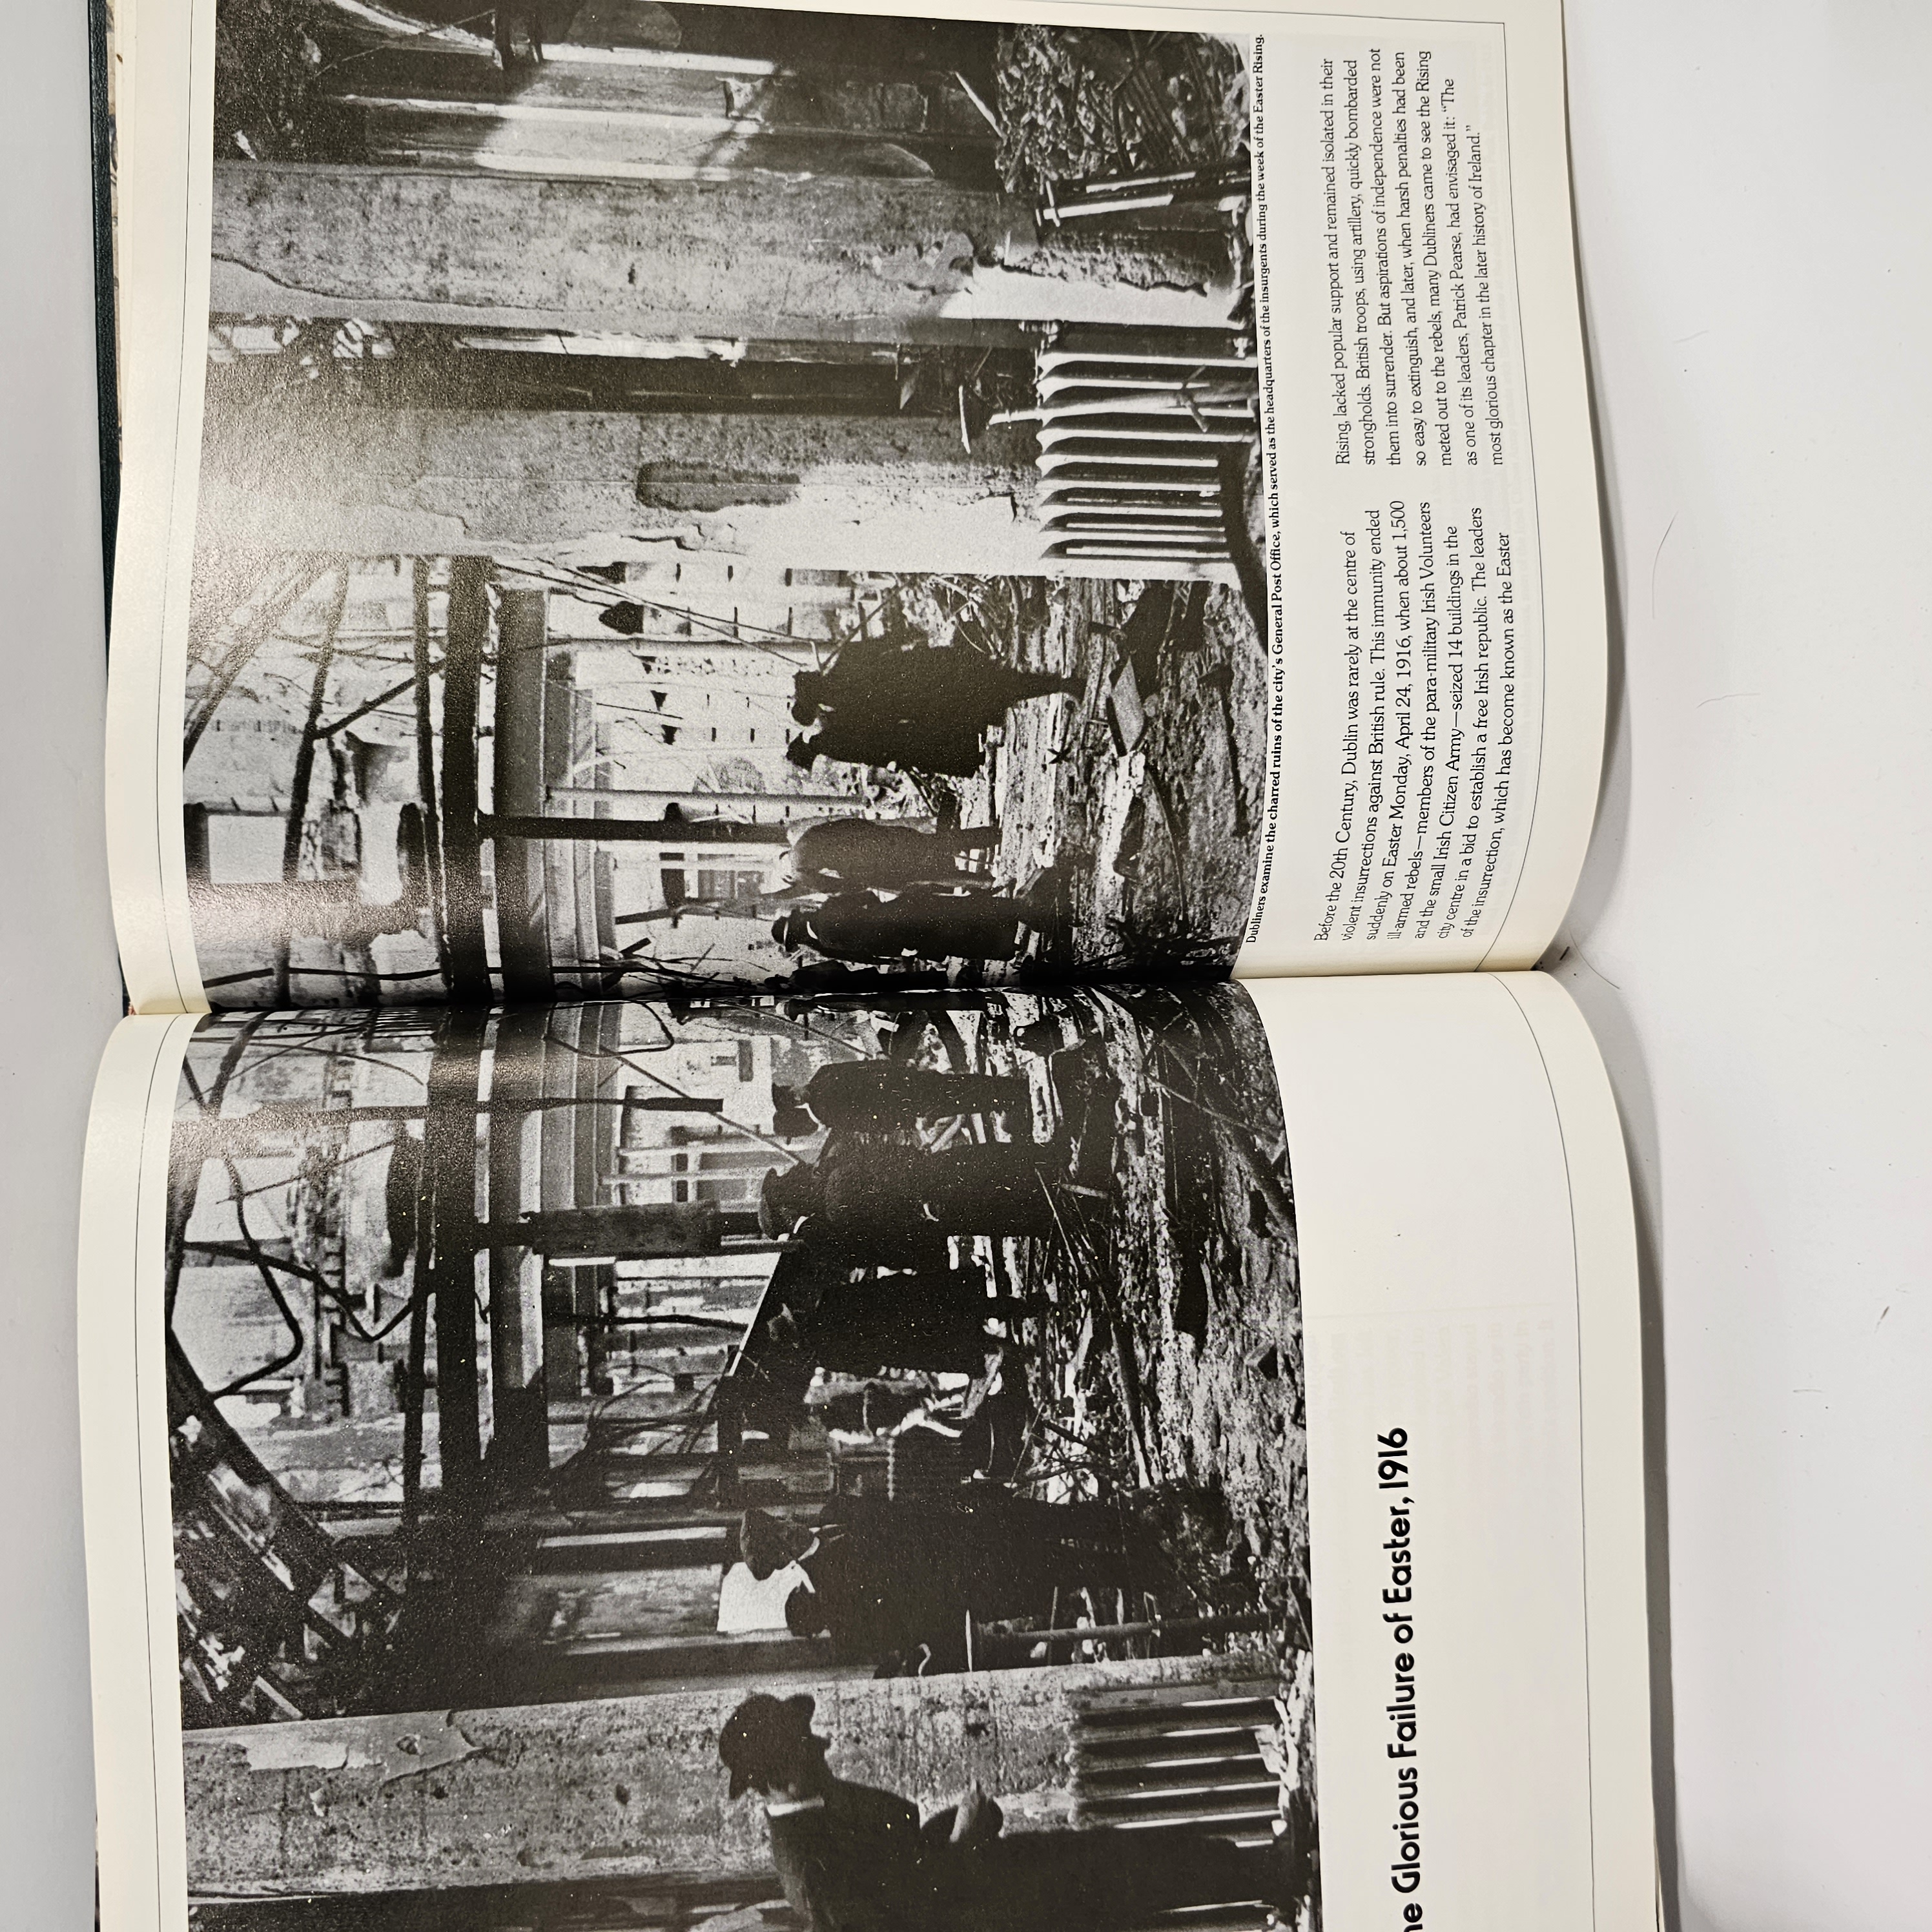 he Glorious Failure of Easter, 1916
Dubliners examine the charred ruins of the city's General Post Office, which served as the headquarters of the insurgents during the week of the Easter Rising.
Before the 20th Century, Dublin was rarely at the centre of
violent insurrections against British rule. This immunity ended
suddenly on Easter Monday, April 24, 1916, when about 1,500
ill-armed rebels—members of the para-military Irish Volunteers
and the small Irish Citizen Army—seized 14 buildings in the
city centre in a bid to establish a free Irish republic. The leaders
of the insurrection, which has become known as the Easter
Rising, lacked popular support and remained isolated in their
strongholds. British troops, using artillery, quickly bombarded
them into surrender. But aspirations of independence were not
so easy to extinguish, and later, when harsh penalties had been
meted out to the rebels, many Dubliners came to see the Rising
as one of its leaders, Patrick Pearse, had envisaged it: “The
most glorious chapter in the later history of Ireland.”